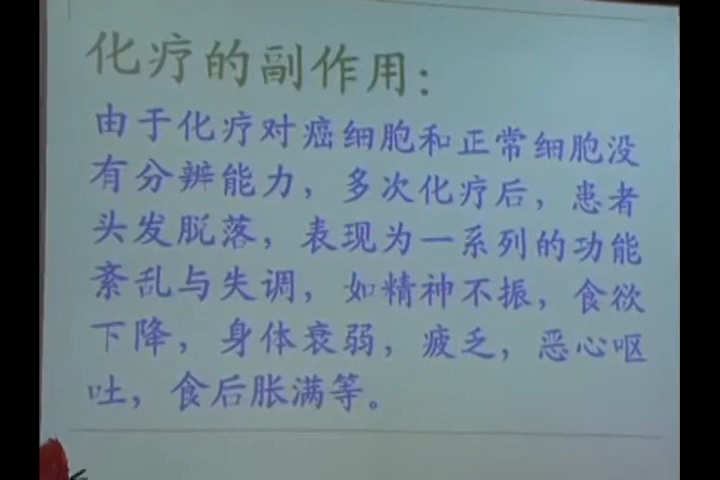 化疗的副作用：
由于化疗对癌细胞和正常细胞没
有分辨能力，多次化疗后，患者
头发脱落，表现为一系列的功能
紊乱与失调，如精神不振，食欲
下降，身体衰弱，疲乏，恶心呕
吐，食后胀满等。